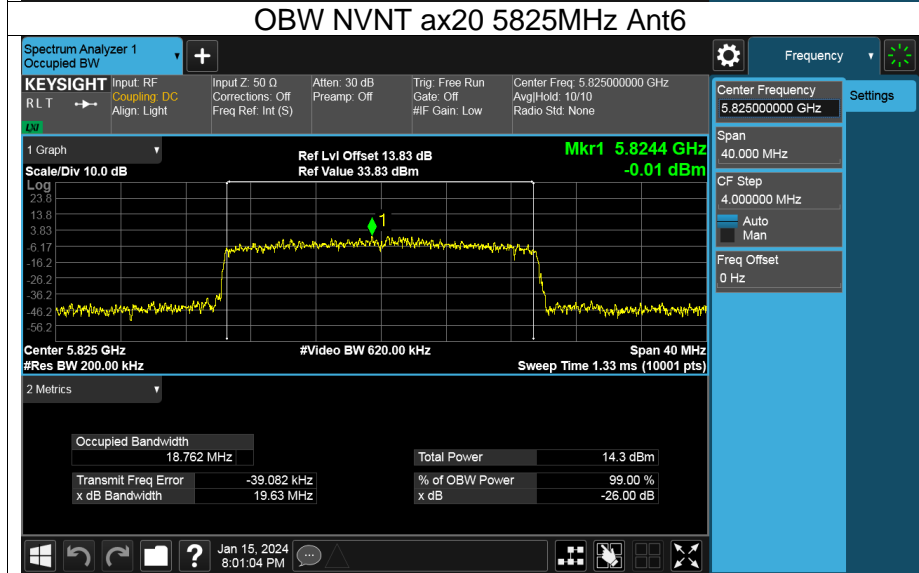 OBW NVNT ax20 5825MHz Ant6
Spectrum Analyzer 1
Occupied BW
+
Frequency
KEYSIGHT
RLT
LXI
Input: RF
Coupling: DC
Align: Light
Input Z: 50 Ω
Corrections: Off
Freq Ref: Int (S)
Atten: 30 dB
Preamp: Off
Trig: Free Run
Gate: Off
#IF Gain: Low
Center Freq: 5.825000000 GHz
Avg|Hold: 10/10
Radio Std: None
Center Frequency
5.825000000 GHz
Settings
Span
40.000 MHz
CF Step
4.000000 MHz
Auto
Man
Freq Offset
0 Hz
1 Graph
Ref Lvl Offset 13.83 dB
Mkr1 5.8244 GHz
Scale/Div 10.0 dB
Ref Value 33.83 dBm
-0.01 dBm
Log
23.8
13.8
3.83
-6.17
-16.2
-26.2
-36.2
-46.2
-56.2
1
Center 5.825 GHz
#Video BW 620.00 kHz
Span 40 MHz
#Res BW 200.00 kHz
Sweep Time 1.33 ms (10001 pts)
2 Metrics
Occupied Bandwidth
18.762 MHz
Total Power 14.3 dBm
Transmit Freq Error -39.082 kHz
% of OBW Power 99.00 %
x dB Bandwidth 19.63 MHz
x dB -26.00 dB
?
Jan 15, 2024
8:01:04 PM